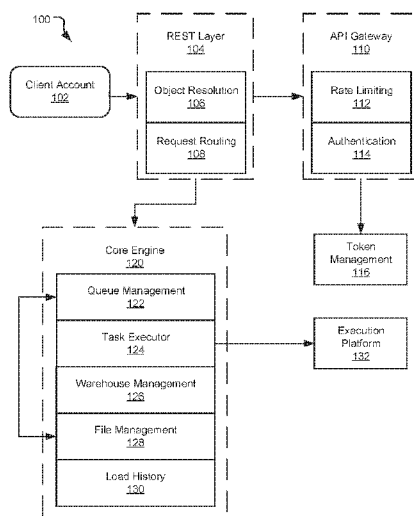 100
Client Account
102
REST Layer
104
Object Resolution
106
Request Routing
108
API Gateway
110
Rate Limiting
112
Authentication
114
Token
Management
116
Core Engine
120
Queue Management
122
Task Executor
124
Warehouse Management
126
File Management
128
Load History
130
Execution
Platform
132